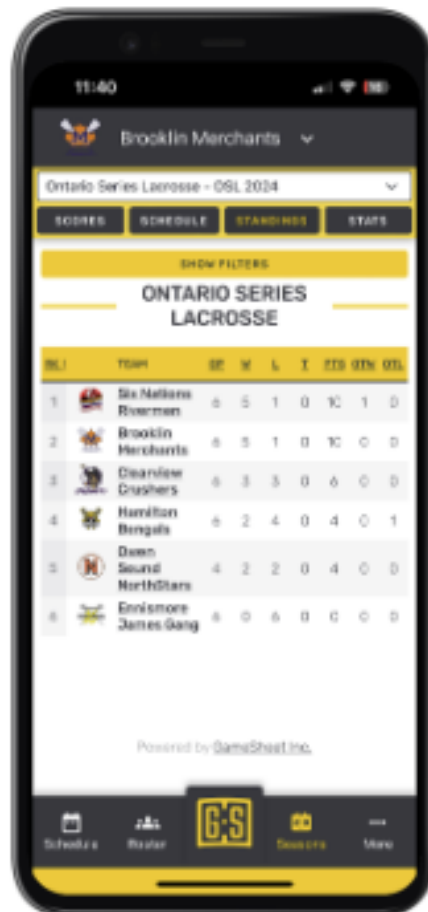 11:40
Brooklin Merchants
Ontario Series Lacrosse - OSL 2024
SCORES SCHEDULE STANDINGS STATS
SHOW FILTERS
ONTARIO SERIES
LACROSSE
TEAM GP W L T PTS OTW OTL
1 Six Nations Rivermen 6 5 1 0 10 1 0
2 Brooklin Merchants 6 5 1 0 10 0 0
3 Clearview Crushers 6 3 3 0 6 0 0
4 Hamilton Bengals 6 2 4 0 4 0 1
5 Owen Sound NorthStars 4 2 2 0 4 0 0
6 Ennismore James Gang 6 0 6 0 0 0 0
Powered by GameSheet Inc.
G:S
Schedule Roster Seasons More